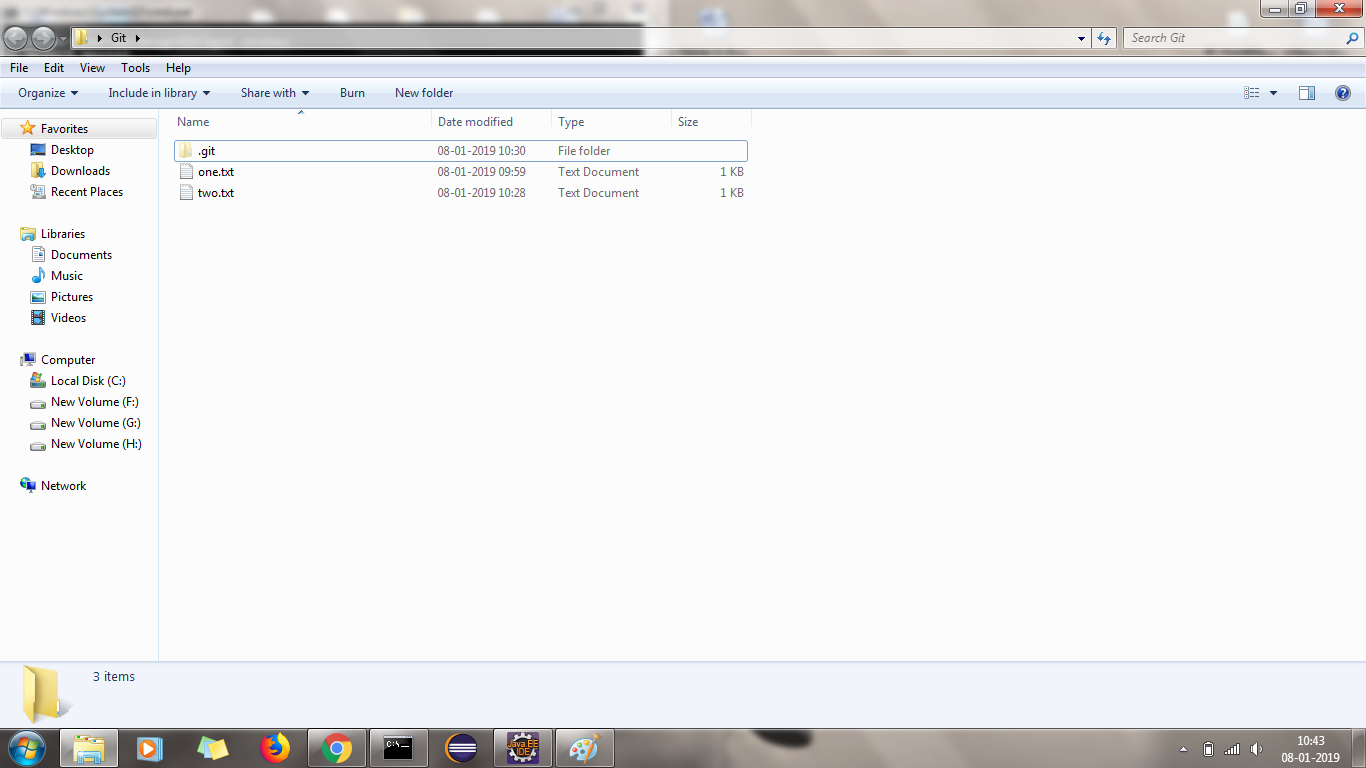 Git
Search Git
File Edit View Tools Help
Organize Include in library Share with Burn New folder
Name Date modified Type Size
.git 08-01-2019 10:30 File folder
one.txt 08-01-2019 09:59 Text Document 1 KB
two.txt 08-01-2019 10:28 Text Document 1 KB
Favorites
Desktop
Downloads
Recent Places
Libraries
Documents
Music
Pictures
Videos
Computer
Local Disk (C:)
New Volume (F:)
New Volume (G:)
New Volume (H:)
Network
3 items
C:\
Java EE
IDE
10:43
08-01-2019